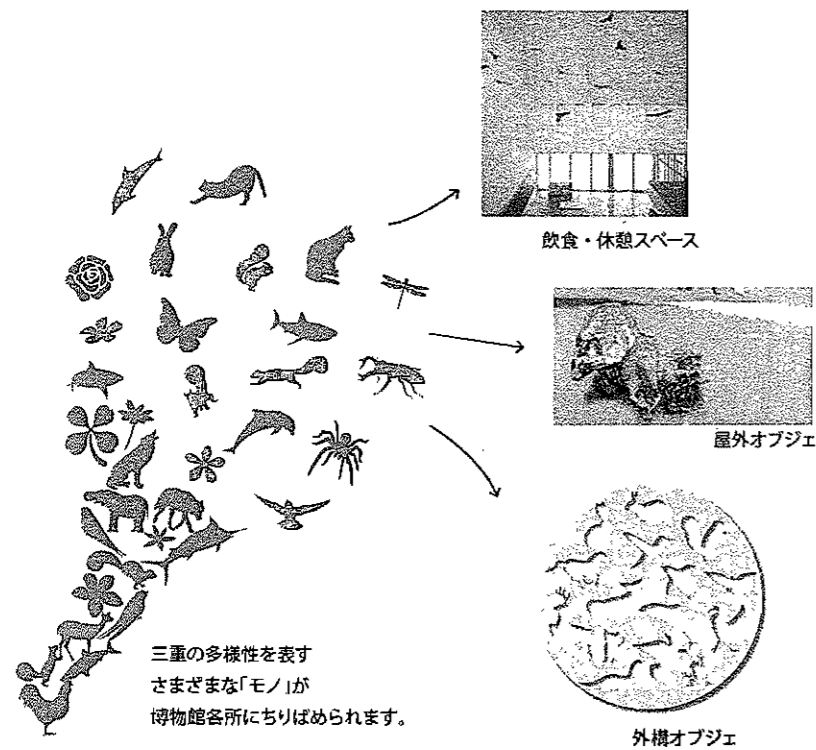 飲食・休憩スペース
屋外オブジェ
三重の多様性を表す
さまざまな「モノ」が
博物館各所にちりばめられます。
外構オブジェ